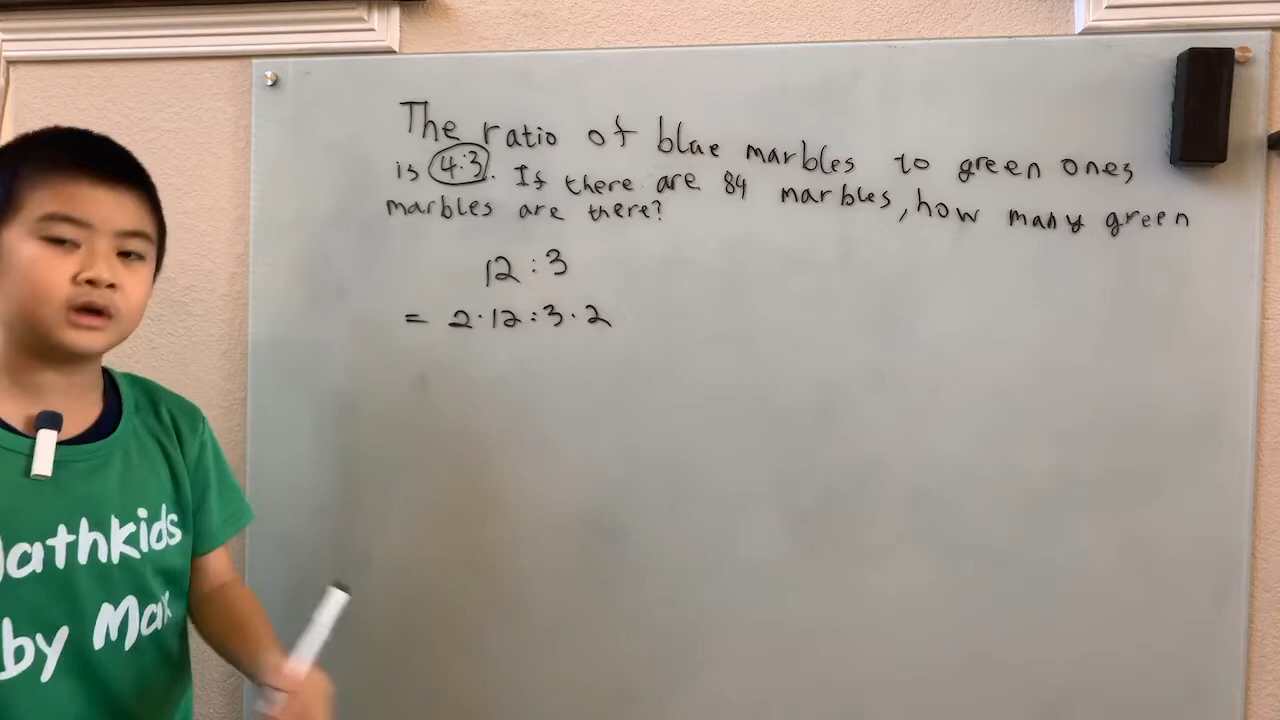 The ratio of blue marbles to green ones
is 4:3. If there are 84 marbles, how many green
marbles are there?
12:3
= 2·12:3·2
athkids
by Max